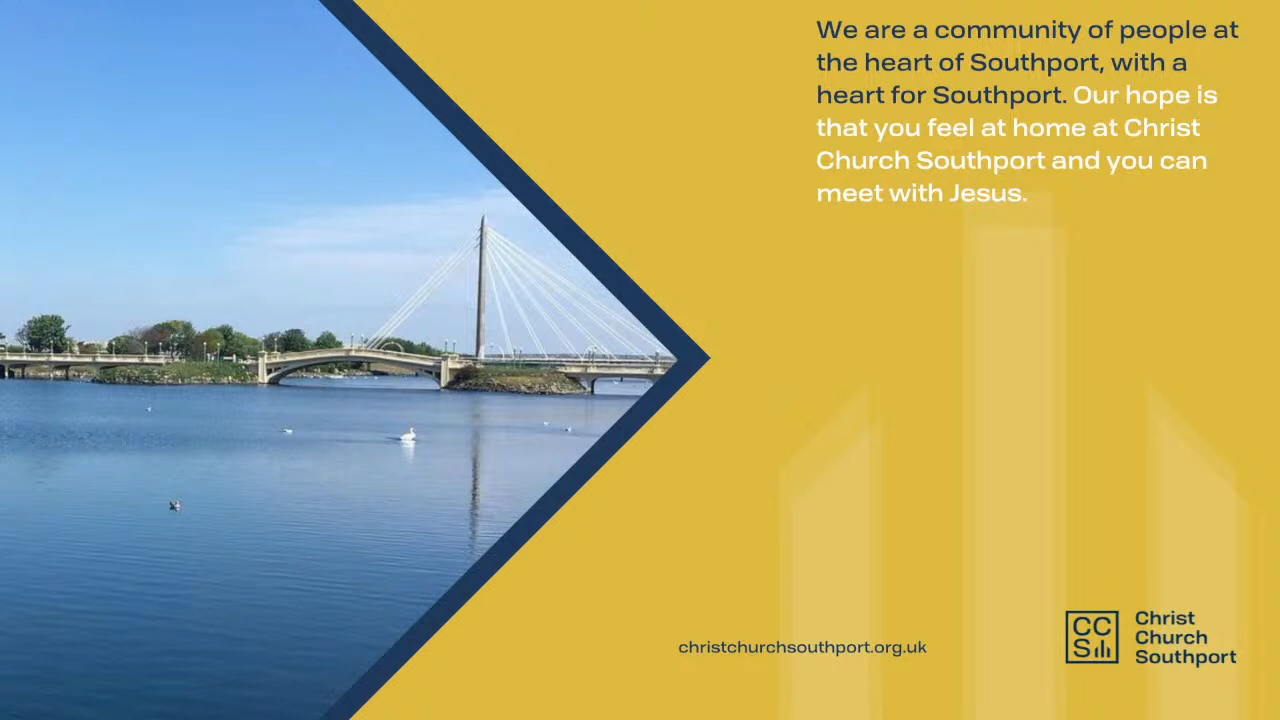 We are a community of people at
the heart of Southport, with a
heart for Southport. Our hope is
that you feel at home at Christ
Church Southport and you can
meet with Jesus.
christchurchsouthport.org.uk
CC
S
Christ
Church
Southport